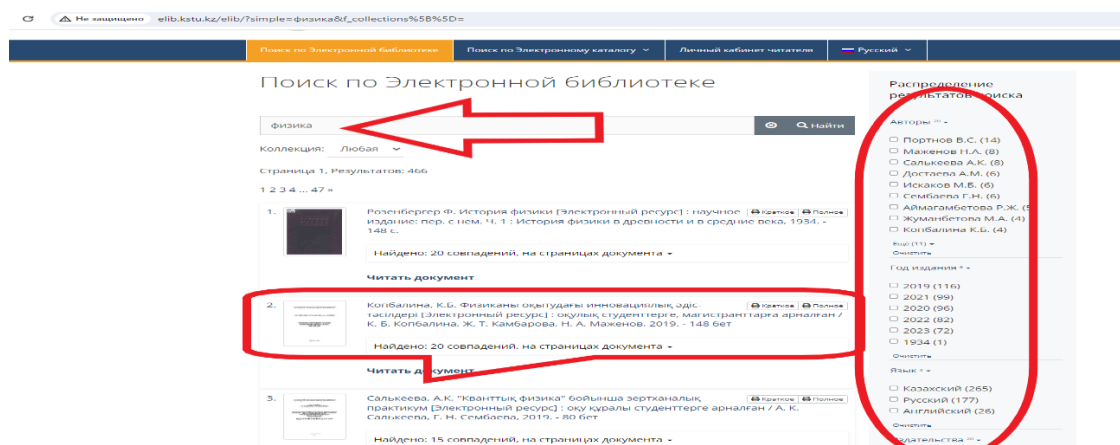 Не защищено elib.kstu.kz/elib/?simple=физика&f_collections%5B%5D=
Поиск по Электронной библиотеке Поиск по Электронному каталогу Личный кабинет читателя Русский
Поиск по Электронной библиотеке
физика Найти
Коллекция: Любая
Страница 1, Результатов: 466
1 2 3 4 ... 47 »
1. Розенбергер Ф. История физики [Электронный ресурс] : научное Краткое Полное
издание: пер. с нем. Ч. 1 : История физики в древности и в средние века, 1934. -
148 с.
Найдено: 20 совпадений, на страницах документа
Читать документ
2. Копбалина, К.Б. Физиканы оқытудағы инновациялық әдіс Краткое Полное
тәсілдері [Электронный ресурс] : оқулық студенттерге, магистранттарға арналған /
К. Б. Копбалина, Ж. Т. Камбарова, Н. А. Маженов, 2019. - 148 бет
Найдено: 20 совпадений, на страницах документа
Читать документ
3. Салькеева, А.К. "Кванттық физика" бойынша зертханалық Краткое Полное
практикум [Электронный ресурс] : оқу құралы студенттерге арналған / А. К.
Салькеева, Г. Н. Сембаева, 2019. - 80 бет
Найдено: 15 совпадений, на страницах документа
Распределение
результатов поиска
Авторы
Портнов В.С. (14)
Маженов Н.А. (8)
Салькеева А.К. (8)
Достаева А.М. (6)
Искаков М.Б. (6)
Сембаева Г.Н. (6)
Аймагамбетова Р.Ж. (5
Жуманбетова М.А. (4)
Копбалина К.Б. (4)
Ещё (11)
Очистить
Год издания
2019 (116)
2021 (99)
2020 (96)
2022 (82)
2023 (72)
1934 (1)
Очистить
Язык
Казахский (265)
Русский (177)
Английский (26)
Очистить
Издательства